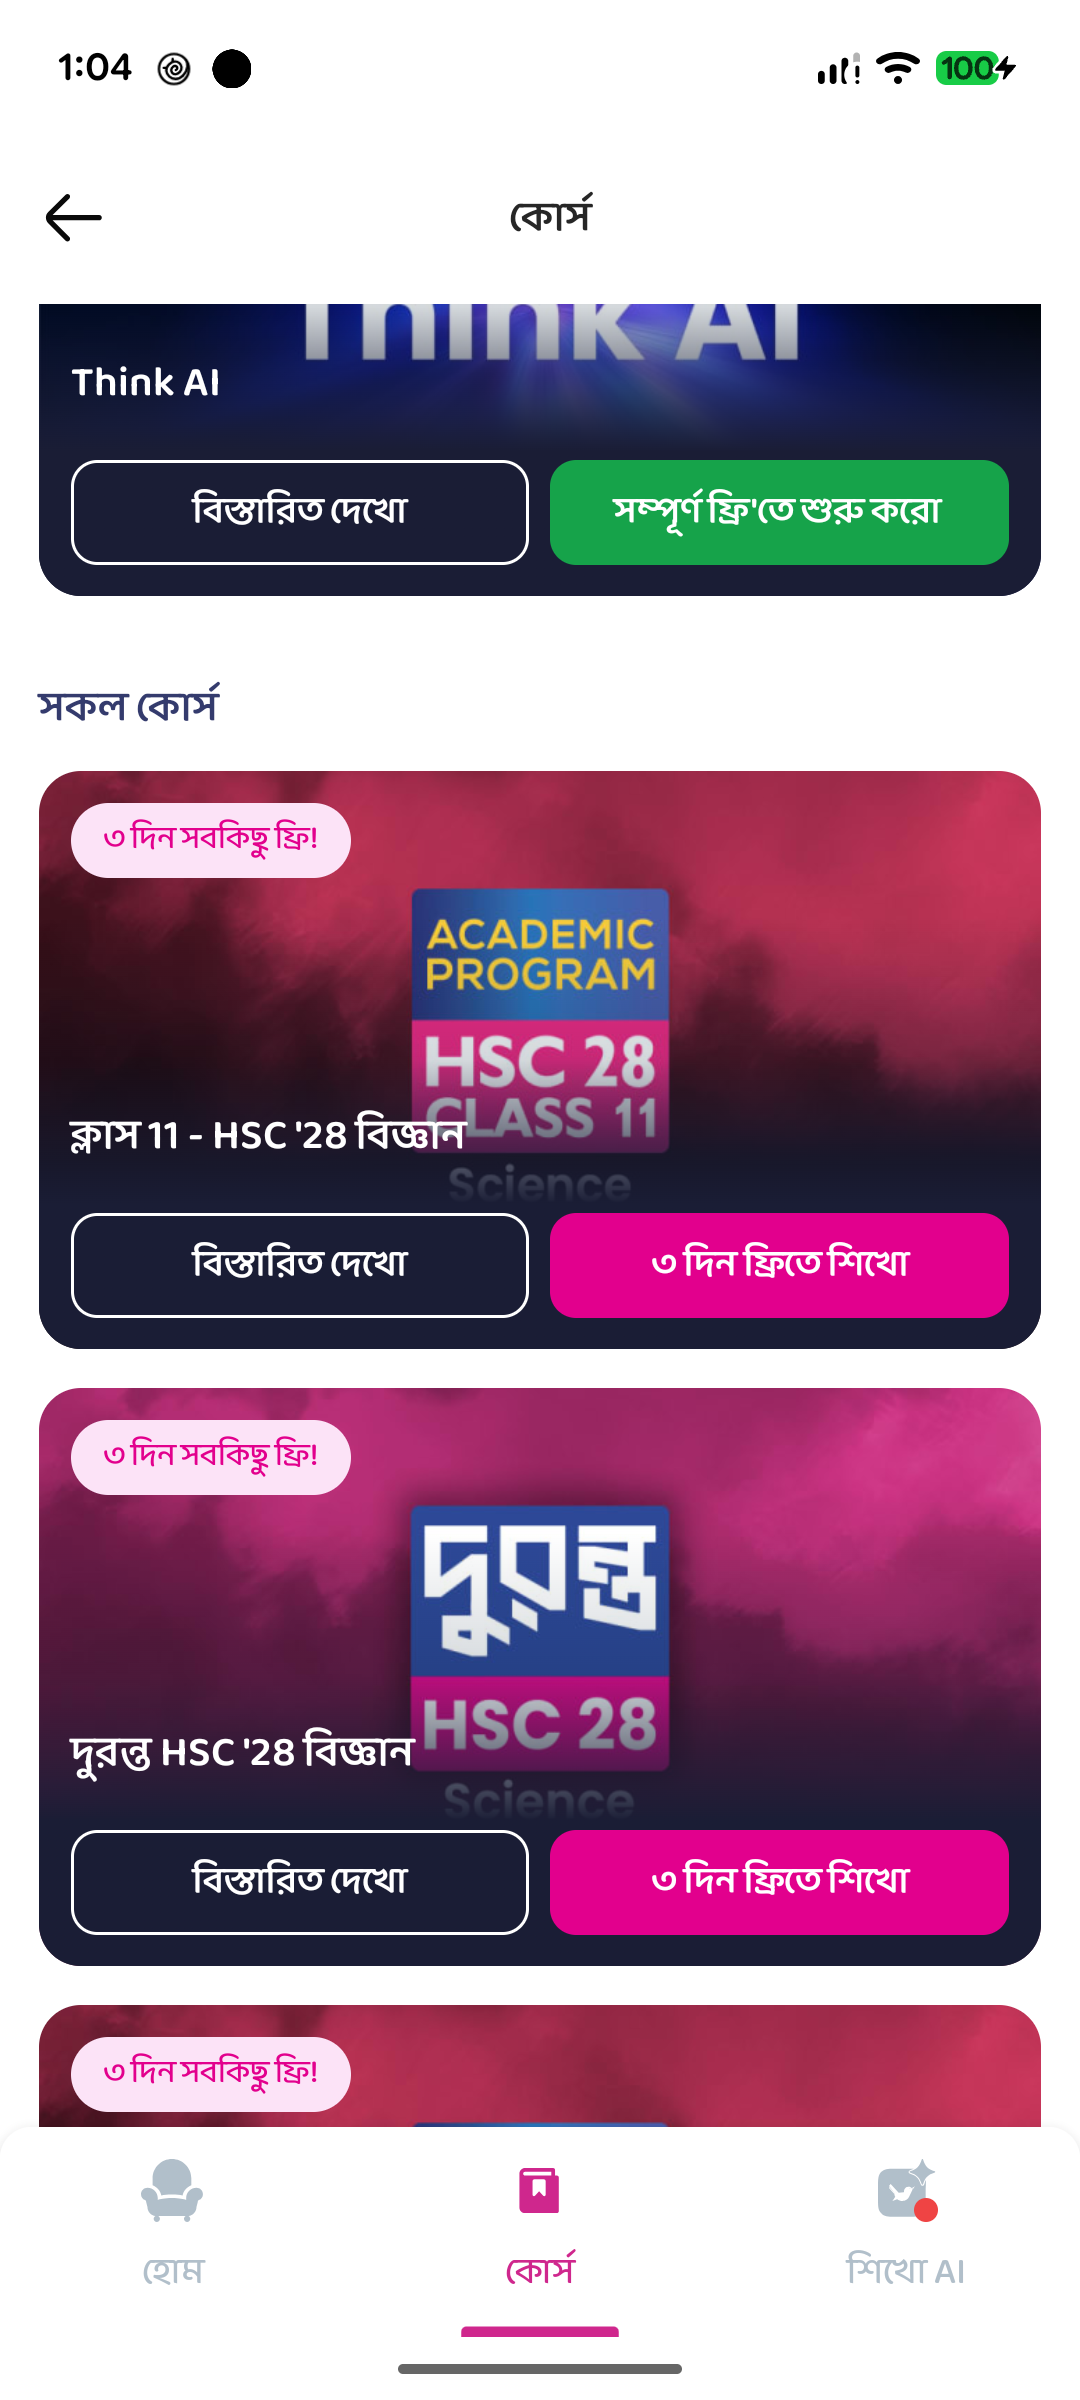 1:04
100
কোর্স
Think AI
Think AI
বিস্তারিত দেখো
সম্পূর্ণ ফ্রি'তে শুরু করো
সকল কোর্স
৩ দিন সবকিছু ফ্রি!
ACADEMIC
PROGRAM
HSC 28
CLASS 11
ক্লাস 11 - HSC '28 বিজ্ঞান
Science
বিস্তারিত দেখো
৩ দিন ফ্রিতে শিখো
৩ দিন সবকিছু ফ্রি!
দুরন্ত
HSC 28
দুরন্ত HSC '28 বিজ্ঞান
Science
বিস্তারিত দেখো
৩ দিন ফ্রিতে শিখো
৩ দিন সবকিছু ফ্রি!
হোম
কোর্স
শিখো AI